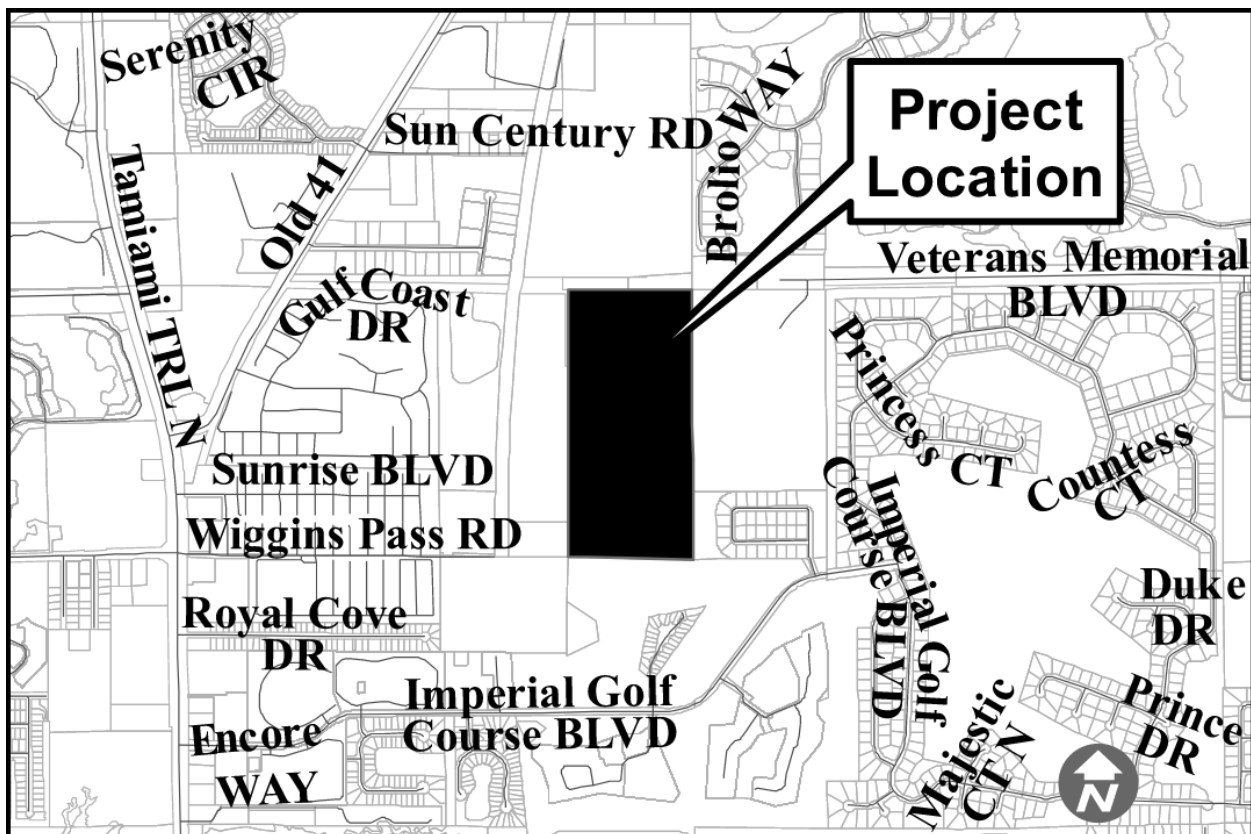 Serenity
CIR
Sun Century RD
Brolio WAY
Project
Location
Tamiami TRL N
Old 41
Veterans Memorial
BLVD
Gulf Coast
DR
Princess CT
Countess
CT
Sunrise BLVD
Wiggins Pass RD
Imperial Golf
Course BLVD
Royal Cove
DR
Duke
DR
Imperial Golf
Course BLVD
Prince
DR
Majestic
CT N
Encore
WAY
N